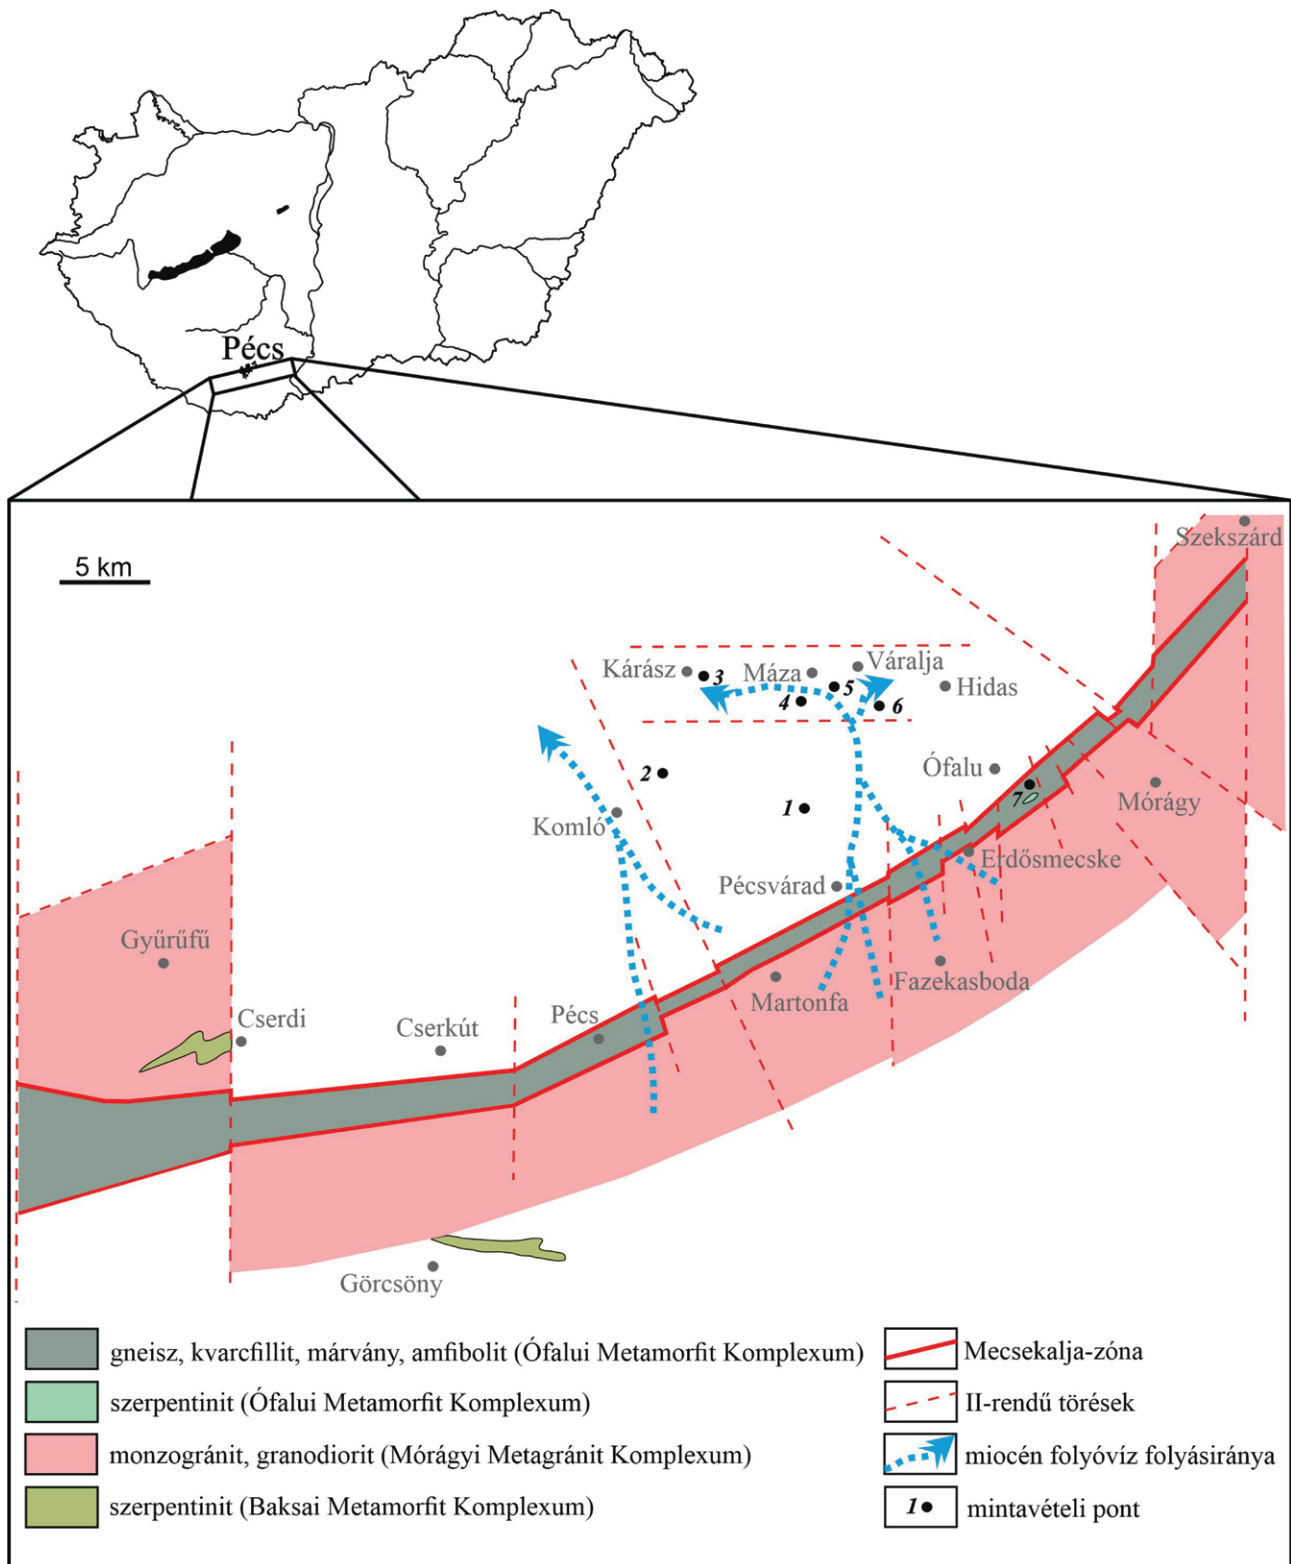 Pécs
5 km
Szekszárd
Kárász
3
Máza
5
Váralja
4
6
Hidas
2
Ófalu
1
7
Mórágy
Komló
Erdősmecske
Pécsvárad
Gyűrűfű
Martonfa
Fazekasboda
Cserdi
Cserkút
Pécs
Görcsöny
gneisz, kvarcfillit, márvány, amfibolit (Ófalui Metamorfit Komplexum)
szerpentinit (Ófalui Metamorfit Komplexum)
monzogránit, granodiorit (Mórágyi Metagránit Komplexum)
szerpentinit (Baksai Metamorfit Komplexum)
Mecsekalja-zóna
II-rendű törések
miocén folyóvíz folyásiránya
1 mintavételi pont